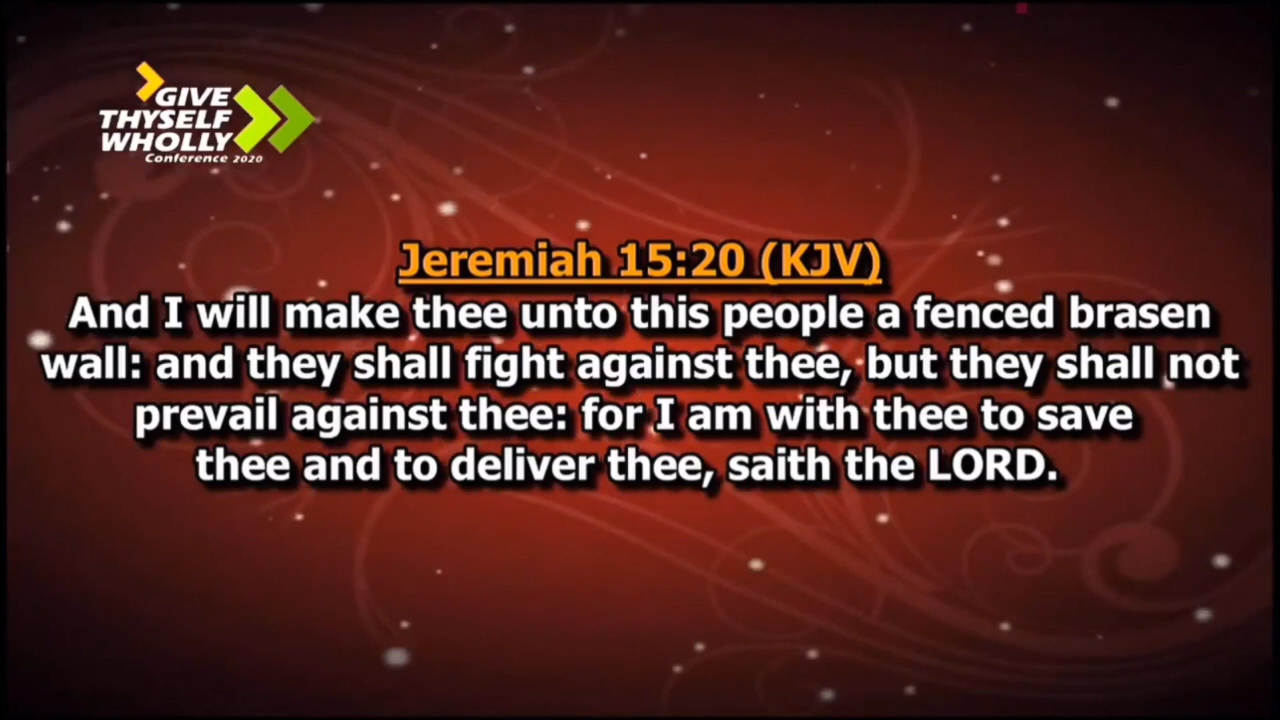 GIVE
THYSELF
WHOLLY
Conference 2020
Jeremiah 15:20 (KJV)
And I will make thee unto this people a fenced brasen
wall: and they shall fight against thee, but they shall not
prevail against thee: for I am with thee to save
thee and to deliver thee, saith the LORD.